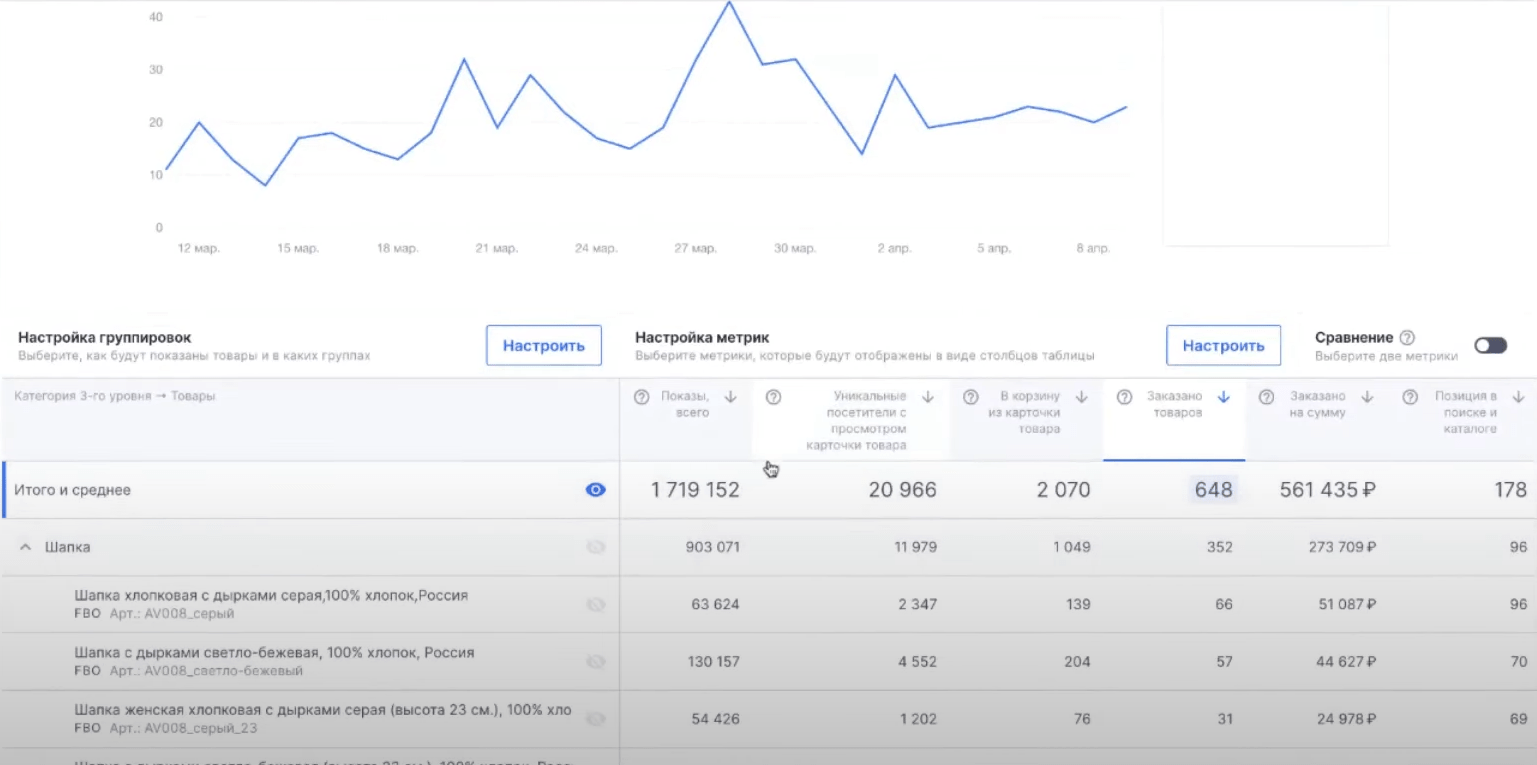 40
30
20
10
0
12 мар.
15 мар.
18 мар.
21 мар.
24 мар.
27 мар.
30 мар.
2 апр.
5 апр.
8 апр.
Настройка группировок
Выберите, как будут показаны товары и в каких группах
Настроить
Настройка метрик
Выберите метрики, которые будут отображены в виде столбцов таблицы
Настроить
Сравнение ?
Выберите две метрики
Категория 3-го уровня → Товары
? Показы, ↓
всего
? Уникальные ↓
посетители с
просмотром
карточки товара
? В корзину ↓
из карточки
товара
? Заказано ↓
товаров
? Заказано ↓
на сумму
? Позиция в ↓
поиске и
каталоге
Итого и среднее 1 719 152 20 966 2 070 648 561 435 ₽ 178
Шапка 903 071 11 979 1 049 352 273 709 ₽ 96
Шапка хлопковая с дырками серая,100% хлопок,Россия
FBO Арт.: AV008_серый
63 624 2 347 139 66 51 087 ₽ 96
Шапка с дырками светло-бежевая, 100% хлопок, Россия
FBO Арт.: AV008_светло-бежевый
130 157 4 552 204 57 44 627 ₽ 70
Шапка женская хлопковая с дырками серая (высота 23 см.), 100% хло
FBO Арт.: AV008_серый_23
54 426 1 202 76 31 24 978 ₽ 69